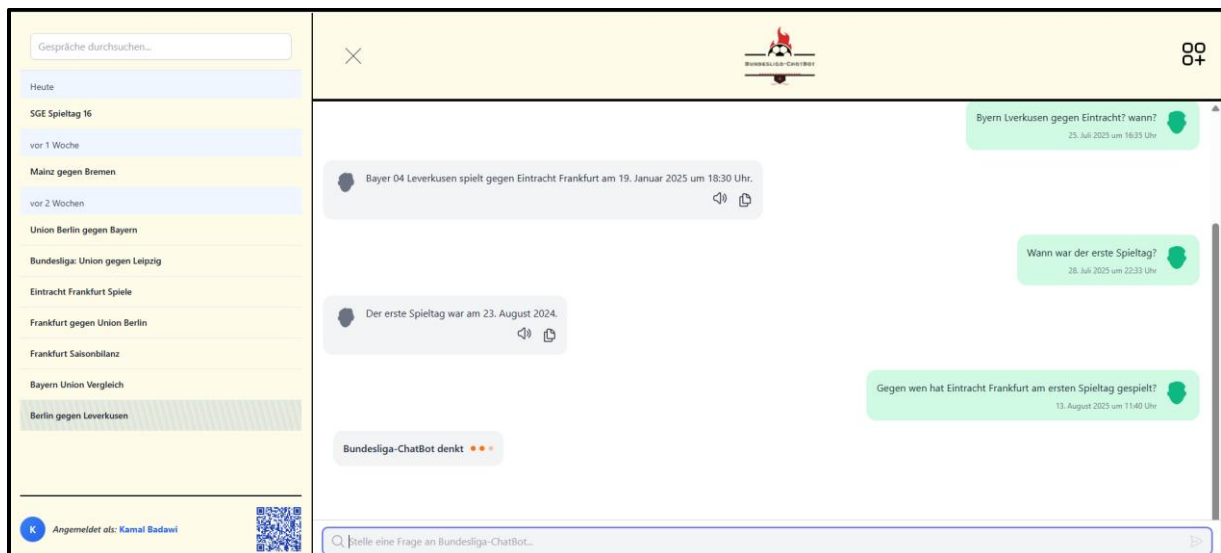 Gespräche durchsuchen...
Heute
SGE Spieltag 16
vor 1 Woche
Mainz gegen Bremen
vor 2 Wochen
Union Berlin gegen Bayern
Bundesliga: Union gegen Leipzig
Eintracht Frankfurt Spiele
Frankfurt gegen Union Berlin
Frankfurt Saisonbilanz
Bayern Union Vergleich
Berlin gegen Leverkusen
K
Angemeldet als: Kamal Badawi
BUNDESLIGA-CHATBOT
Byern Lverkusen gegen Eintracht? wann?
25. Juli 2025 um 16:35 Uhr
Bayer 04 Leverkusen spielt gegen Eintracht Frankfurt am 19. Januar 2025 um 18:30 Uhr.
Wann war der erste Spieltag?
28. Juli 2025 um 22:33 Uhr
Der erste Spieltag war am 23. August 2024.
Gegen wen hat Eintracht Frankfurt am ersten Spieltag gespielt?
13. August 2025 um 11:40 Uhr
Bundesliga-ChatBot denkt
Stelle eine Frage an Bundesliga-ChatBot...